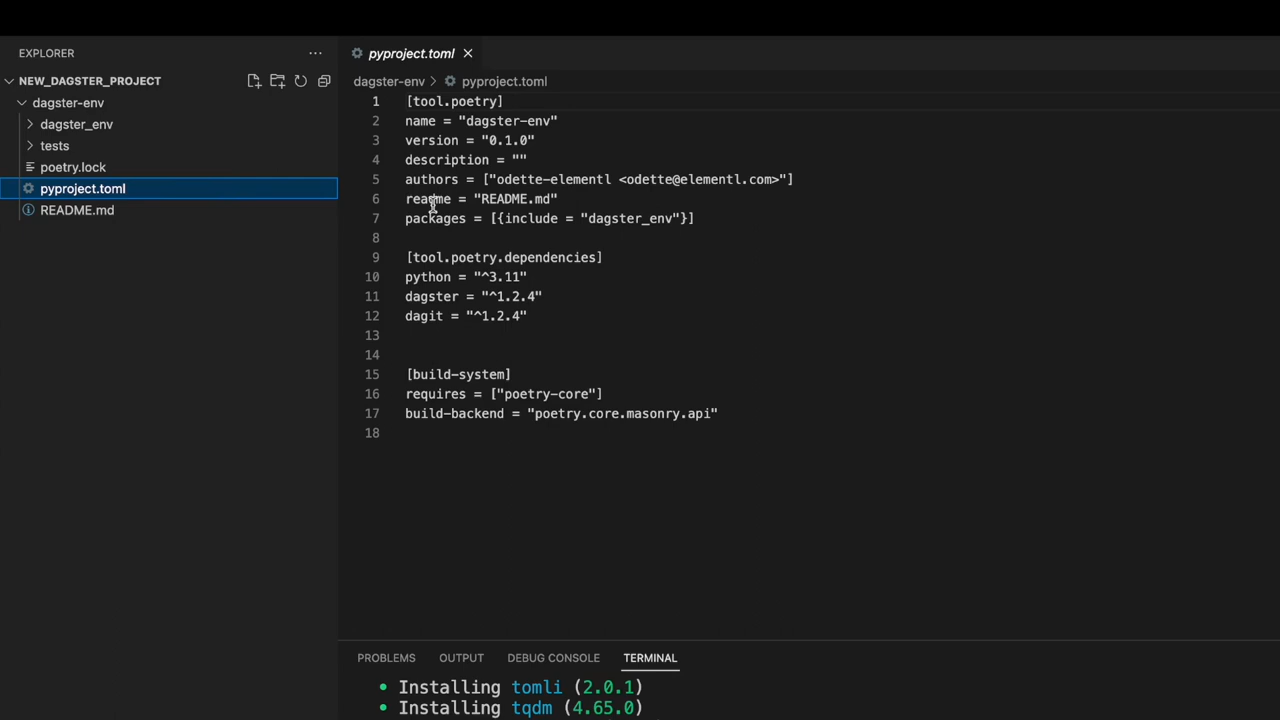 EXPLORER
NEW_DAGSTER_PROJECT
dagster-env
dagster_env
tests
poetry.lock
pyproject.toml
README.md
pyproject.toml
dagster-env > pyproject.toml
1 [tool.poetry]
2 name = "dagster-env"
3 version = "0.1.0"
4 description = ""
5 authors = ["odette-elementl <odette@elementl.com>"]
6 readme = "README.md"
7 packages = [{include = "dagster_env"}]
8
9 [tool.poetry.dependencies]
10 python = "^3.11"
11 dagster = "^1.2.4"
12 dagit = "^1.2.4"
13
14
15 [build-system]
16 requires = ["poetry-core"]
17 build-backend = "poetry.core.masonry.api"
18
PROBLEMS OUTPUT DEBUG CONSOLE TERMINAL
• Installing tomli (2.0.1)
• Installing tqdm (4.65.0)